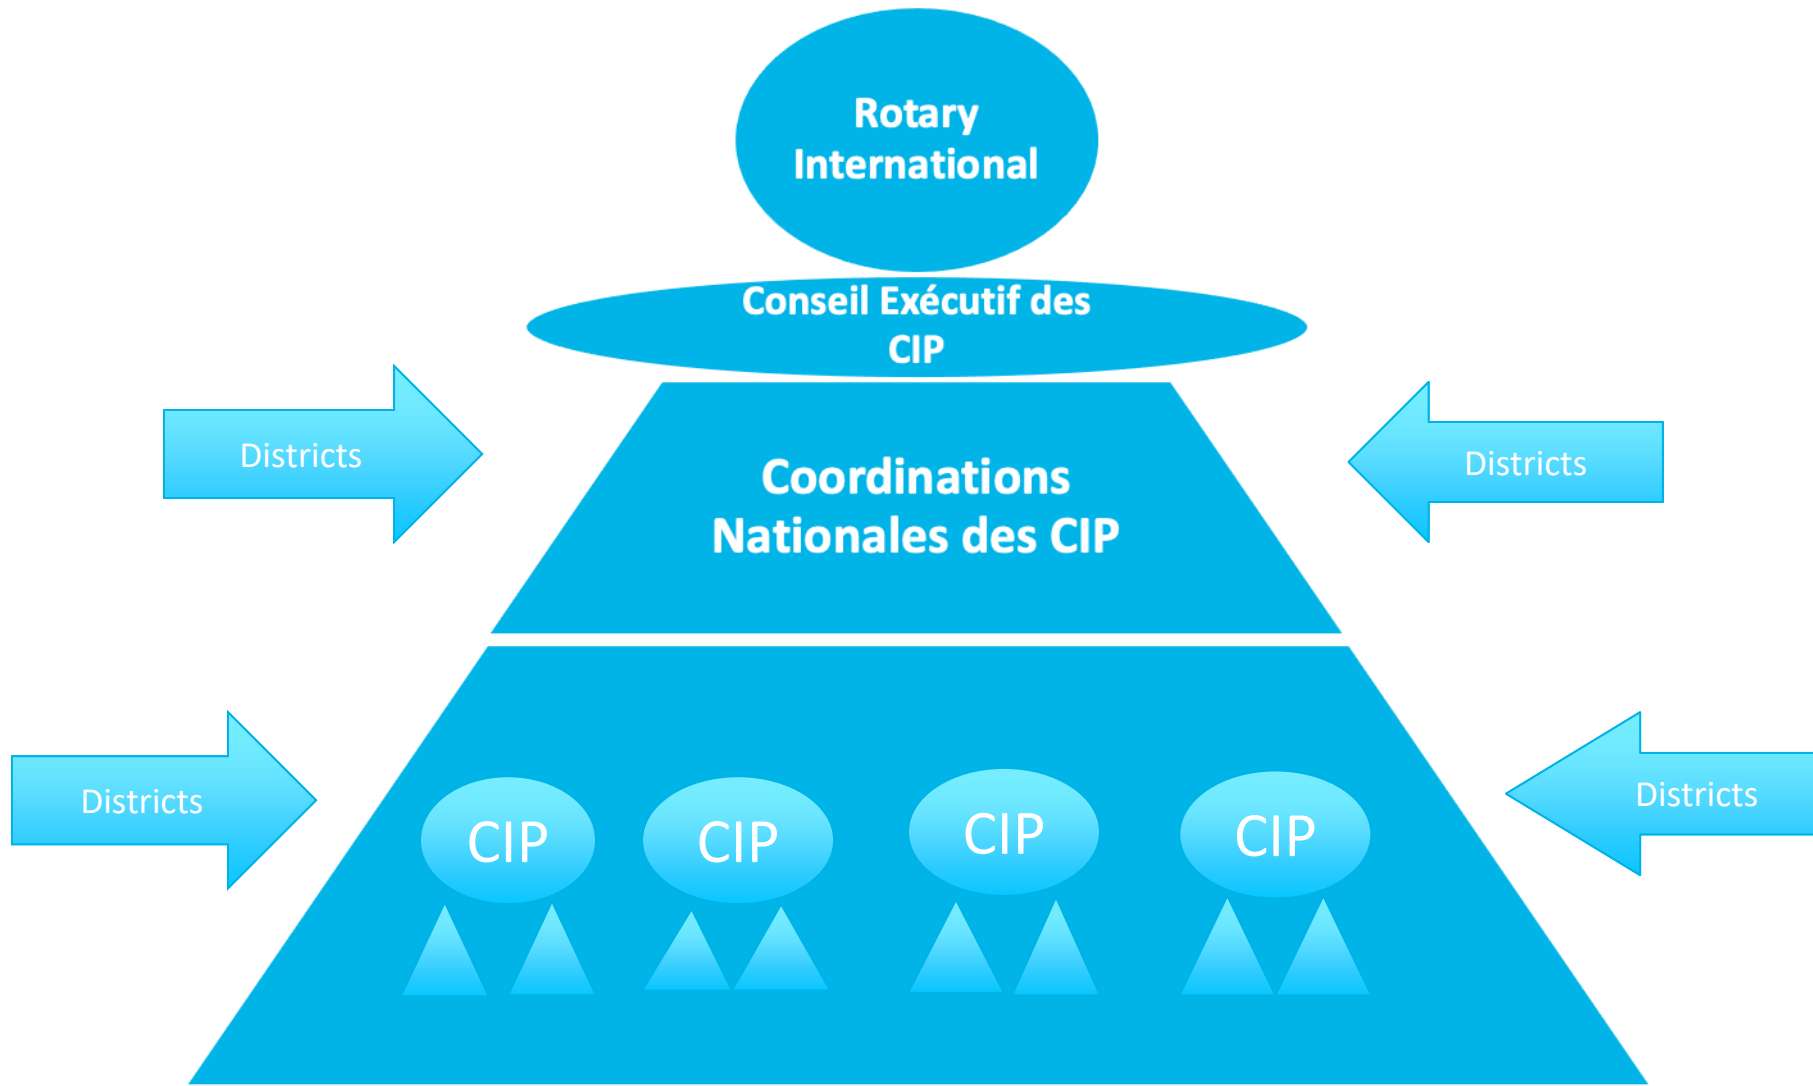 Rotary
International
Conseil Exécutif des
CIP
Districts
Districts
Coordinations
Nationales des CIP
Districts
Districts
CIP
CIP
CIP
CIP